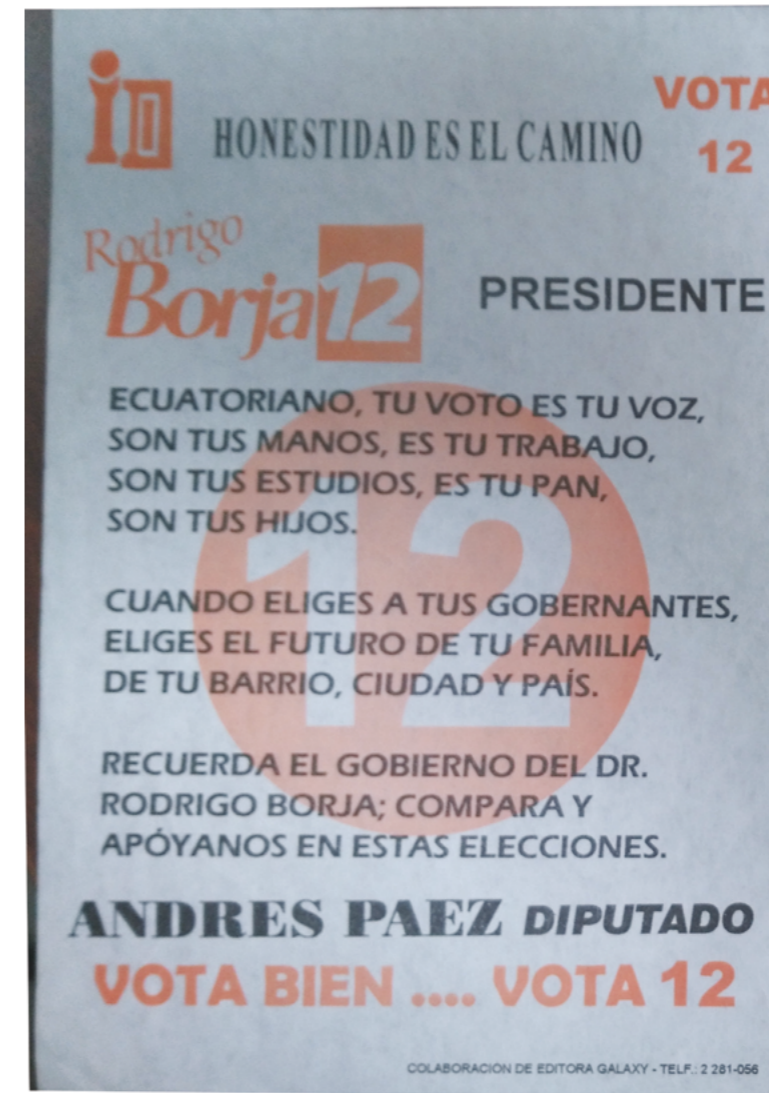 iD
HONESTIDAD ES EL CAMINO
VOTA
12
Rodrigo
Borja 12
PRESIDENTE
ECUATORIANO, TU VOTO ES TU VOZ,
SON TUS MANOS, ES TU TRABAJO,
SON TUS ESTUDIOS, ES TU PAN,
SON TUS HIJOS.
12
CUANDO ELIGES A TUS GOBERNANTES,
ELIGES EL FUTURO DE TU FAMILIA,
DE TU BARRIO, CIUDAD Y PAÍS.
RECUERDA EL GOBIERNO DEL DR.
RODRIGO BORJA; COMPARA Y
APÓYANOS EN ESTAS ELECCIONES.
ANDRES PAEZ DIPUTADO
VOTA BIEN .... VOTA 12
COLABORACION DE EDITORA GALAXY - TELF.: 2 281-056